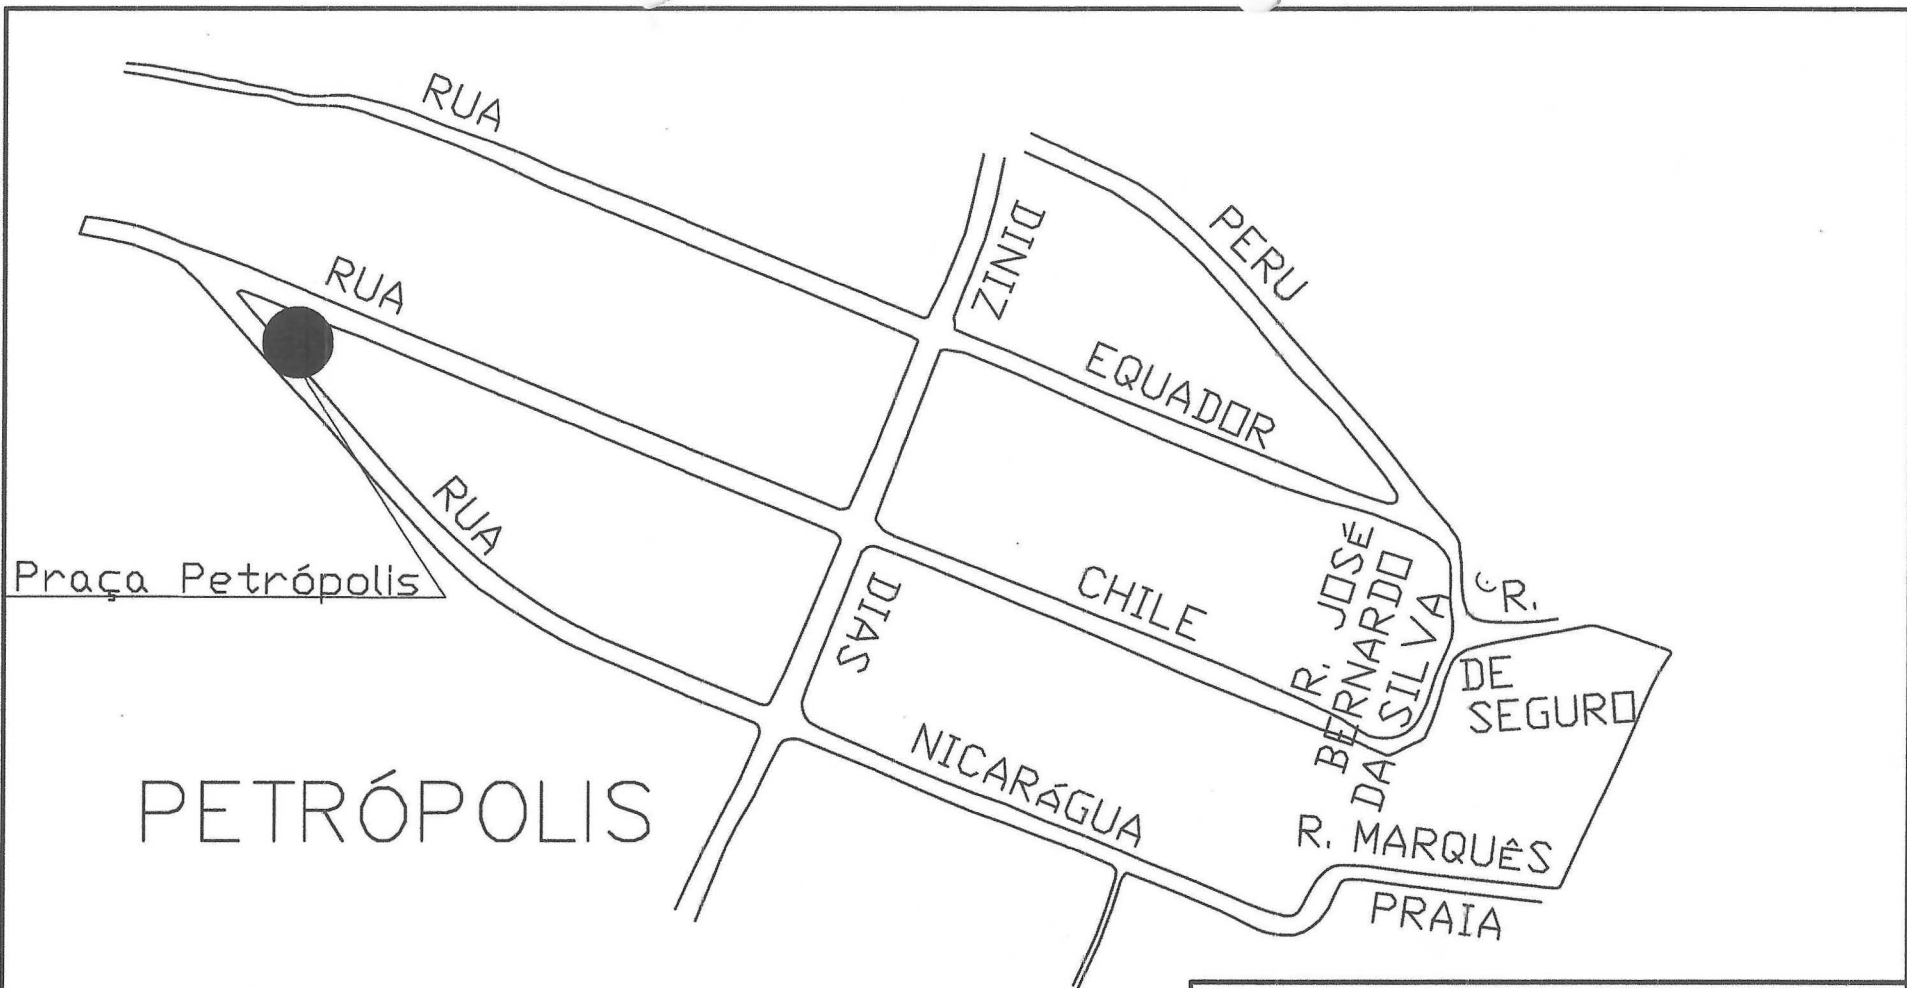 RUA
PERU
DINIZ
RUA
EQUADOR
RUA
R. JOSÉ
BERNARDO
DA SILVA
Praça Petrópolis
CHILE
R.
DIAS
DE
SEGURO
NICARÁGUA
PETRÓPOLIS
R. MARQUÊS
PRAIA